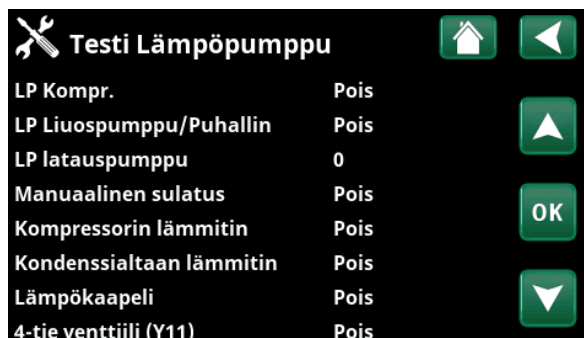 Testi Lämpöpumppu
LP Kompr. Pois
LP Liuospumppu/Puhallin Pois
LP latauspumppu 0
Manuaalinen sulatus Pois
OK
Kompressorin lämmitin Pois
Kondenssialtaan lämmitin Pois
Lämpökaapeli Pois
4-tie venttiili (Y11) Pois